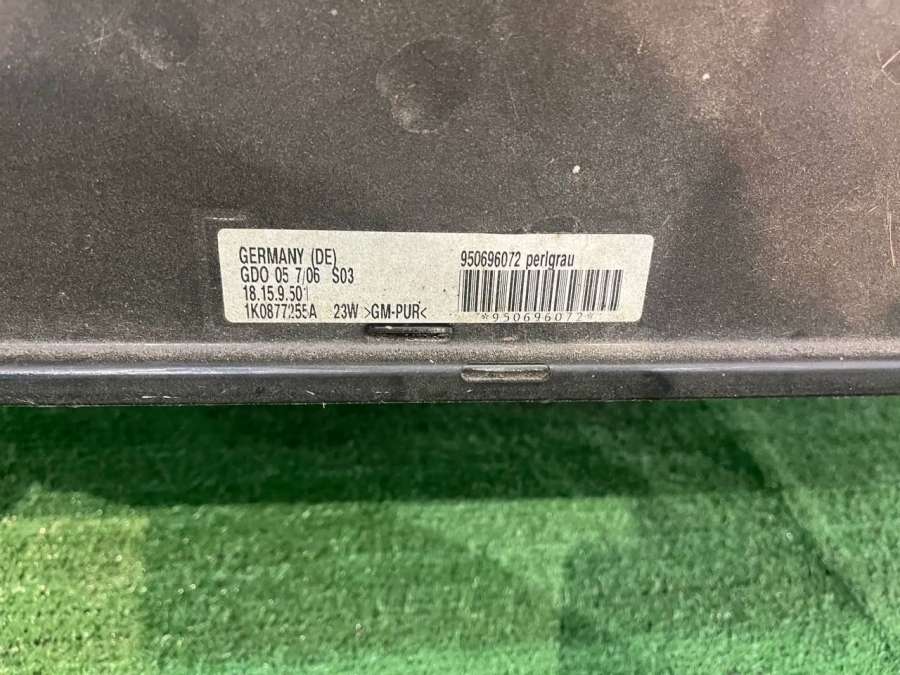 GERMANY (DE)
GDO 05 7/06 S03
18.15.9.501
1K0877255A 23W >GM-PUR<
950696072 perlgrau
*950696072*